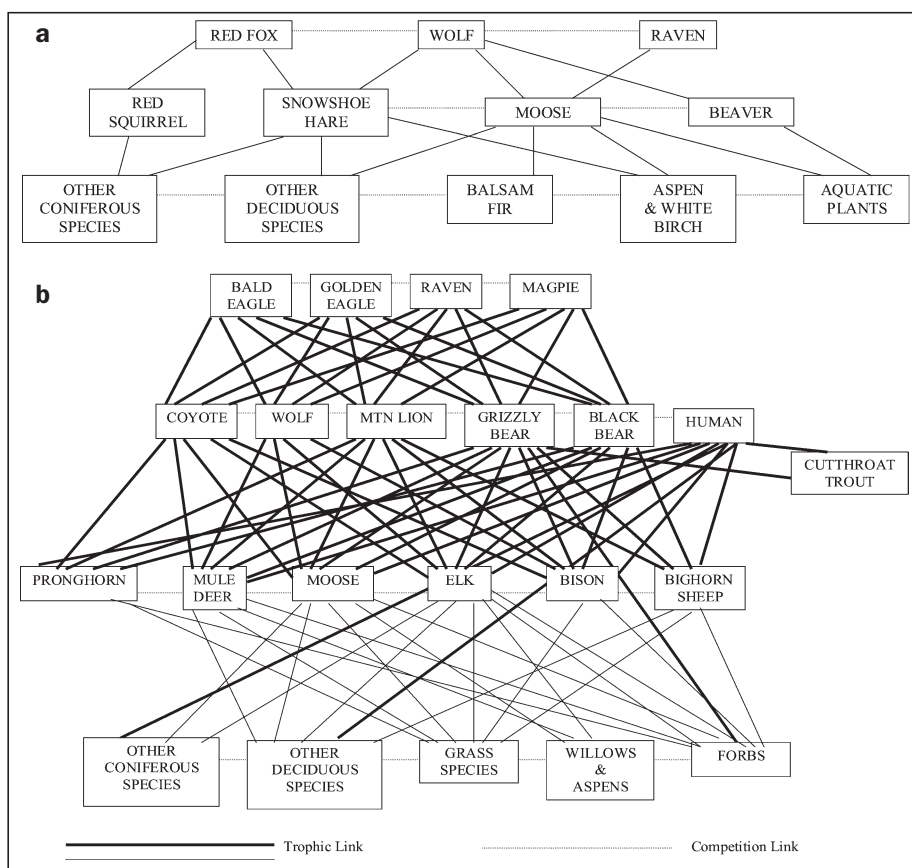 a
RED FOX
WOLF
RAVEN
RED
SQUIRREL
SNOWSHOE
HARE
MOOSE
BEAVER
OTHER
CONIFEROUS
SPECIES
OTHER
DECIDUOUS
SPECIES
BALSAM
FIR
ASPEN
& WHITE
BIRCH
AQUATIC
PLANTS
b
BALD
EAGLE
GOLDEN
EAGLE
RAVEN
MAGPIE
COYOTE
WOLF
MTN LION
GRIZZLY
BEAR
BLACK
BEAR
HUMAN
CUTTHROAT
TROUT
PRONGHORN
MULE
DEER
MOOSE
ELK
BISON
BIGHORN
SHEEP
OTHER
CONIFEROUS
SPECIES
OTHER
DECIDUOUS
SPECIES
GRASS
SPECIES
WILLOWS
&
ASPENS
FORBS
Trophic Link
Competition Link